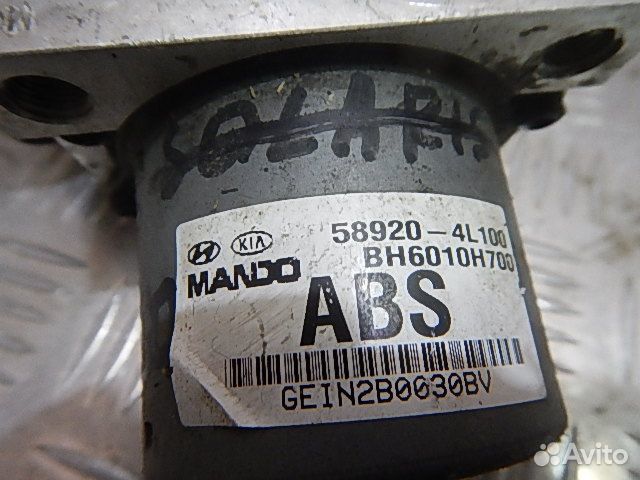 SOLARIS
KIA
58920-4L100
MANDO
BH6010H700
ABS
GEIN2B0030BV
Avito